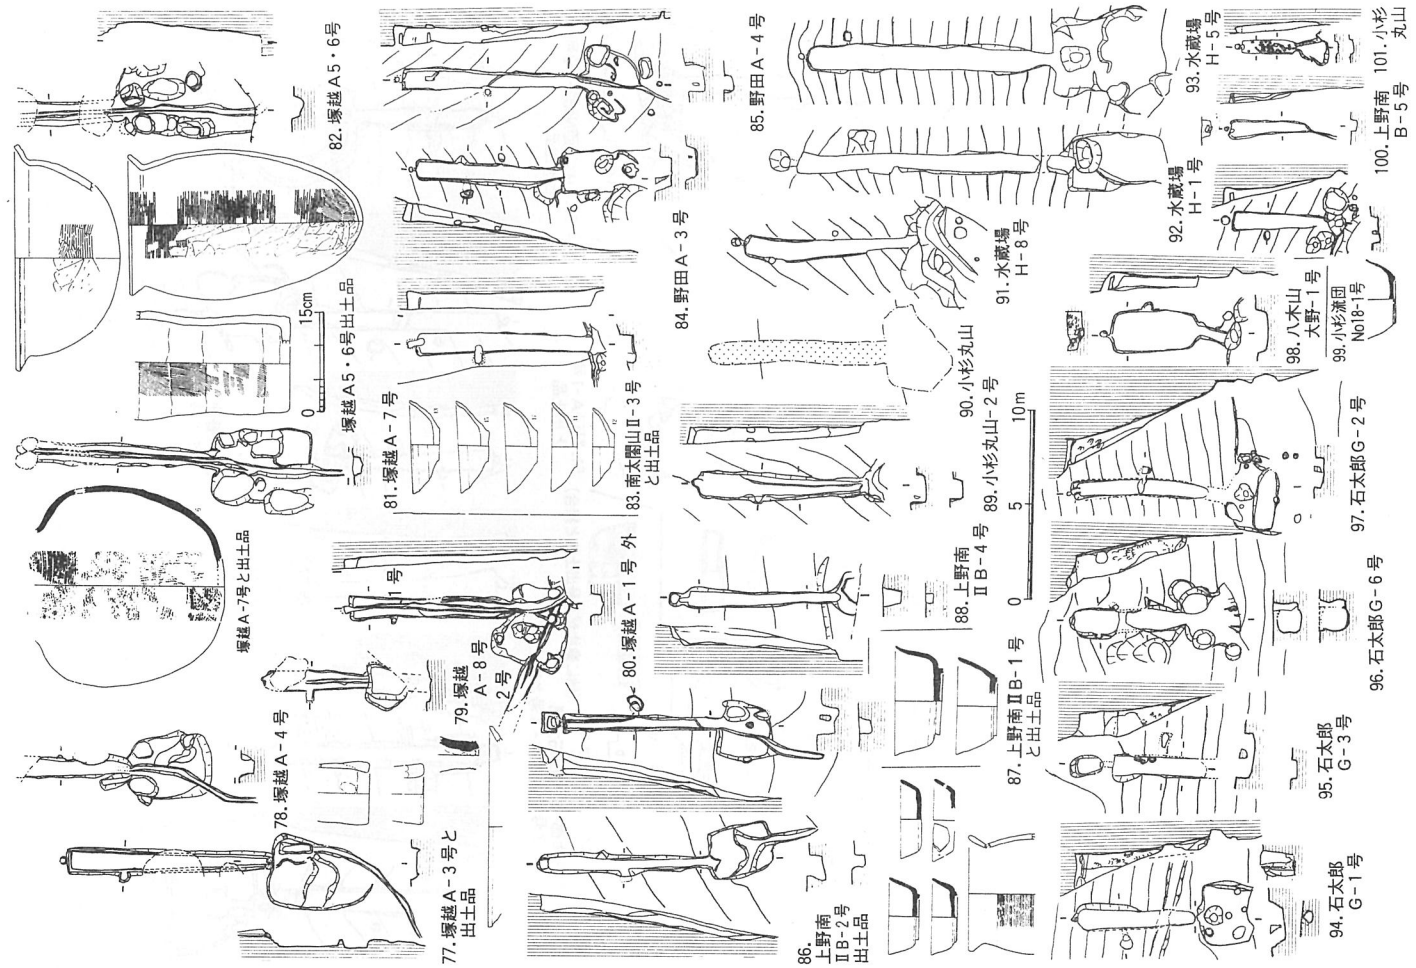 77. 塚越A-3号と
出土品
78. 塚越A-4号
塚越A-7号と出土品
79. 塚越
A-8号
2号
1号
80. 塚越A-1号 外
81. 塚越A-7号
塚越A5・6号出土品
0
15cm
82. 塚越A5・6号
83. 南太閤山Ⅱ-3号
と出土品
84. 野田A-3号
85. 野田A-4号
86.
上野南
ⅡB-2号
出土品
87. 上野南ⅡB-1号
と出土品
88. 上野南
ⅡB-4号
0
5
10m
89. 小杉丸山-2号
90. 小杉丸山
91. 水蔵場
H-8号
92. 水蔵場
H-1号
93. 水蔵場
H-5号
94. 石太郎
G-1号
95. 石太郎
G-3号
96. 石太郎G-6号
97. 石太郎G-2号
98. 八木山
大野-1号
99. 小杉流団
No18-1号
100. 上野南
B-5号
101. 小杉
丸山